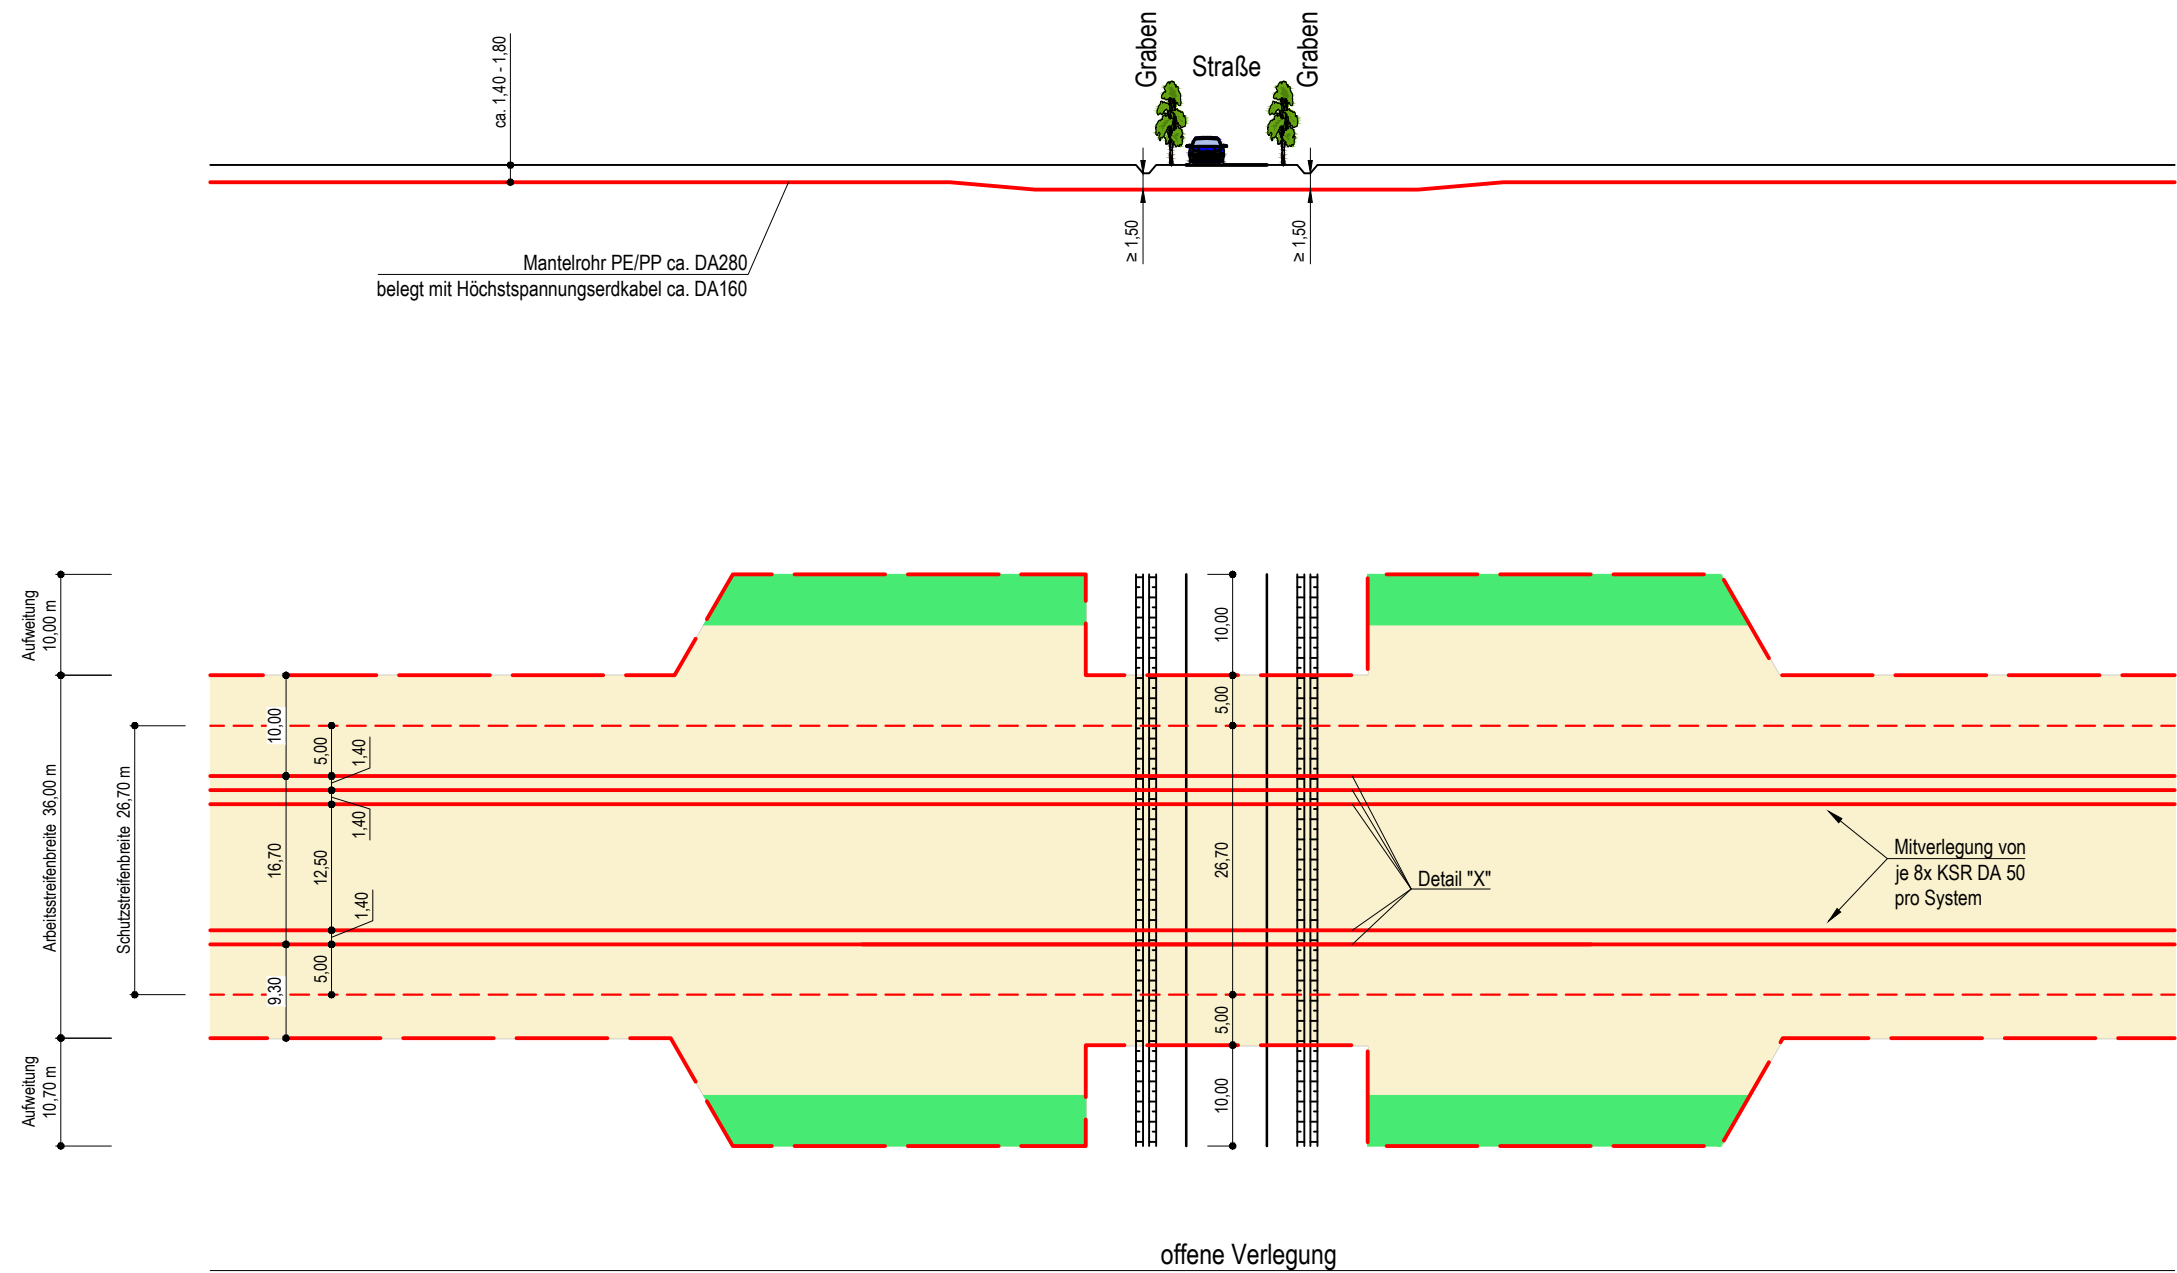 ca. 1,40 - 1,80
Graben
Straße
Graben
≥ 1,50
≥ 1,50
Mantelrohr PE/PP ca. DA280
belegt mit Höchstspannungserdkabel ca. DA160
Aufweitung
10,00 m
Arbeitsstreifenbreite 36,00 m
Schutzstreifenbreite 26,70 m
Aufweitung
10,70 m
10,00
16,70
9,30
5,00
1,40
1,40
12,50
1,40
5,00
10,00
5,00
26,70
5,00
10,00
Detail "X"
Mitverlegung von
je 8x KSR DA 50
pro System
offene Verlegung